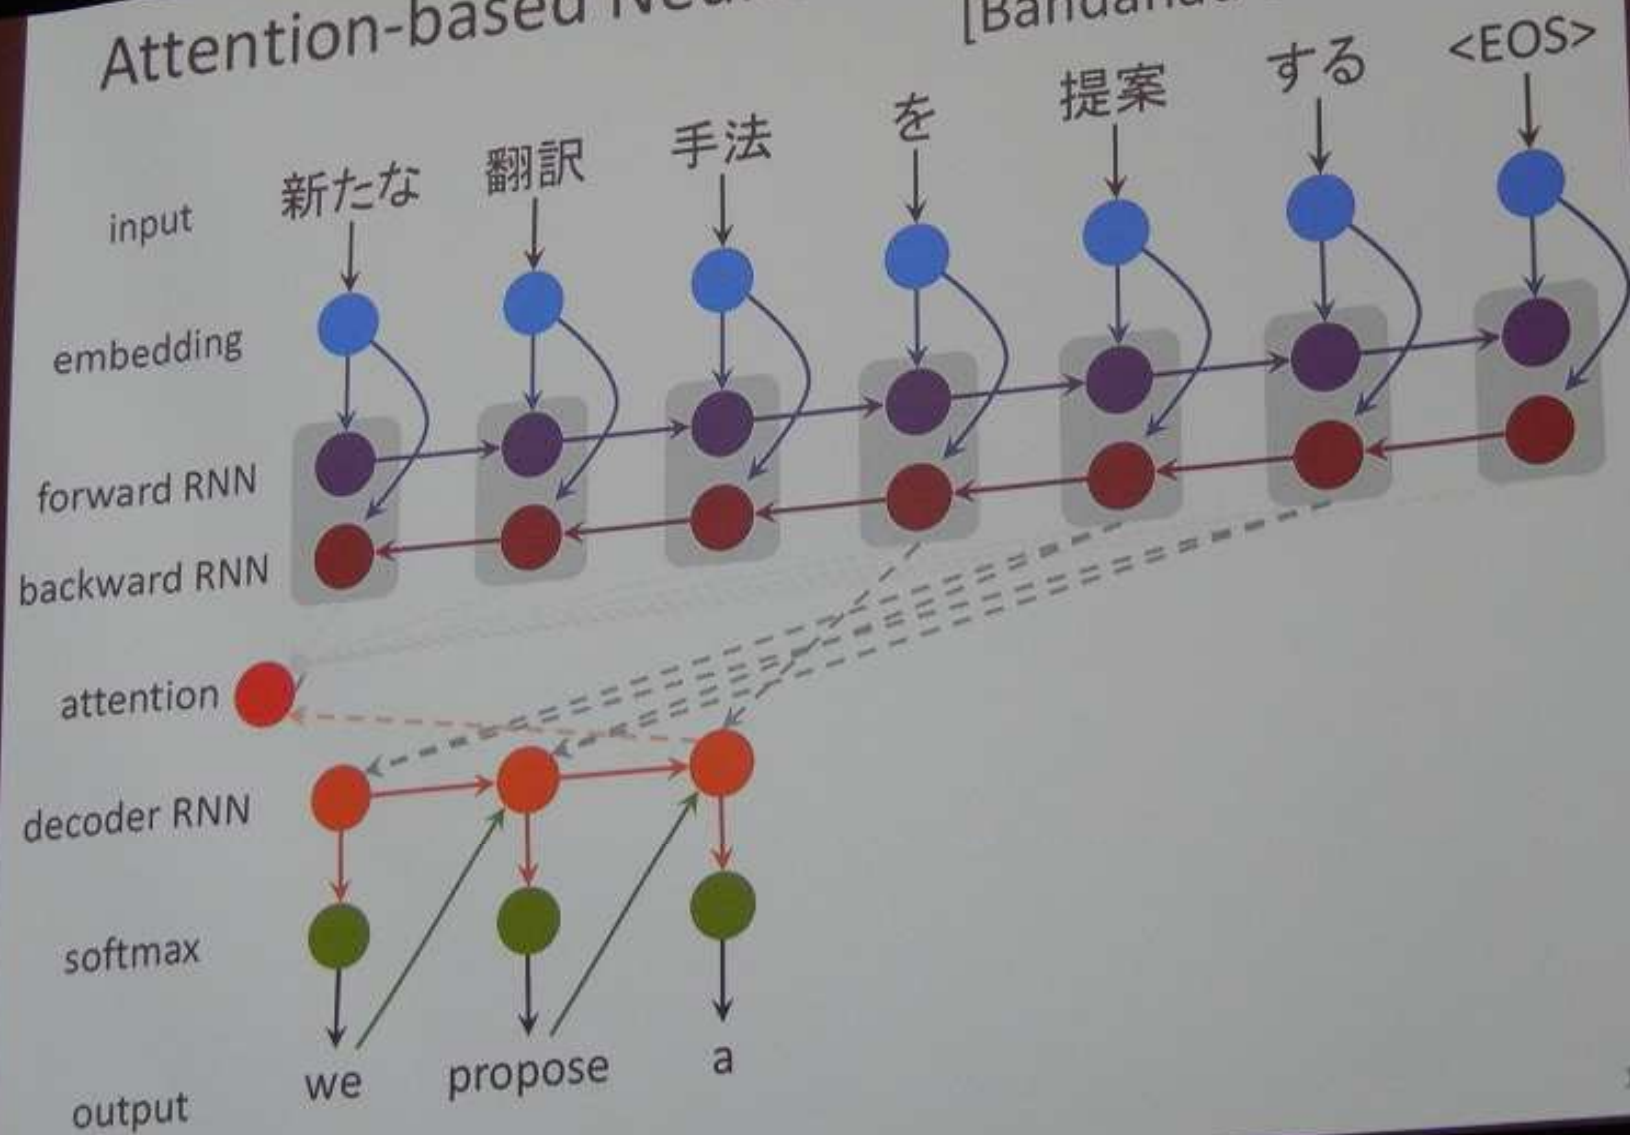 Attention-based
新たな 翻訳 手法 を 提案 する <EOS>
input
embedding
forward RNN
backward RNN
attention
decoder RNN
softmax
we propose a
output